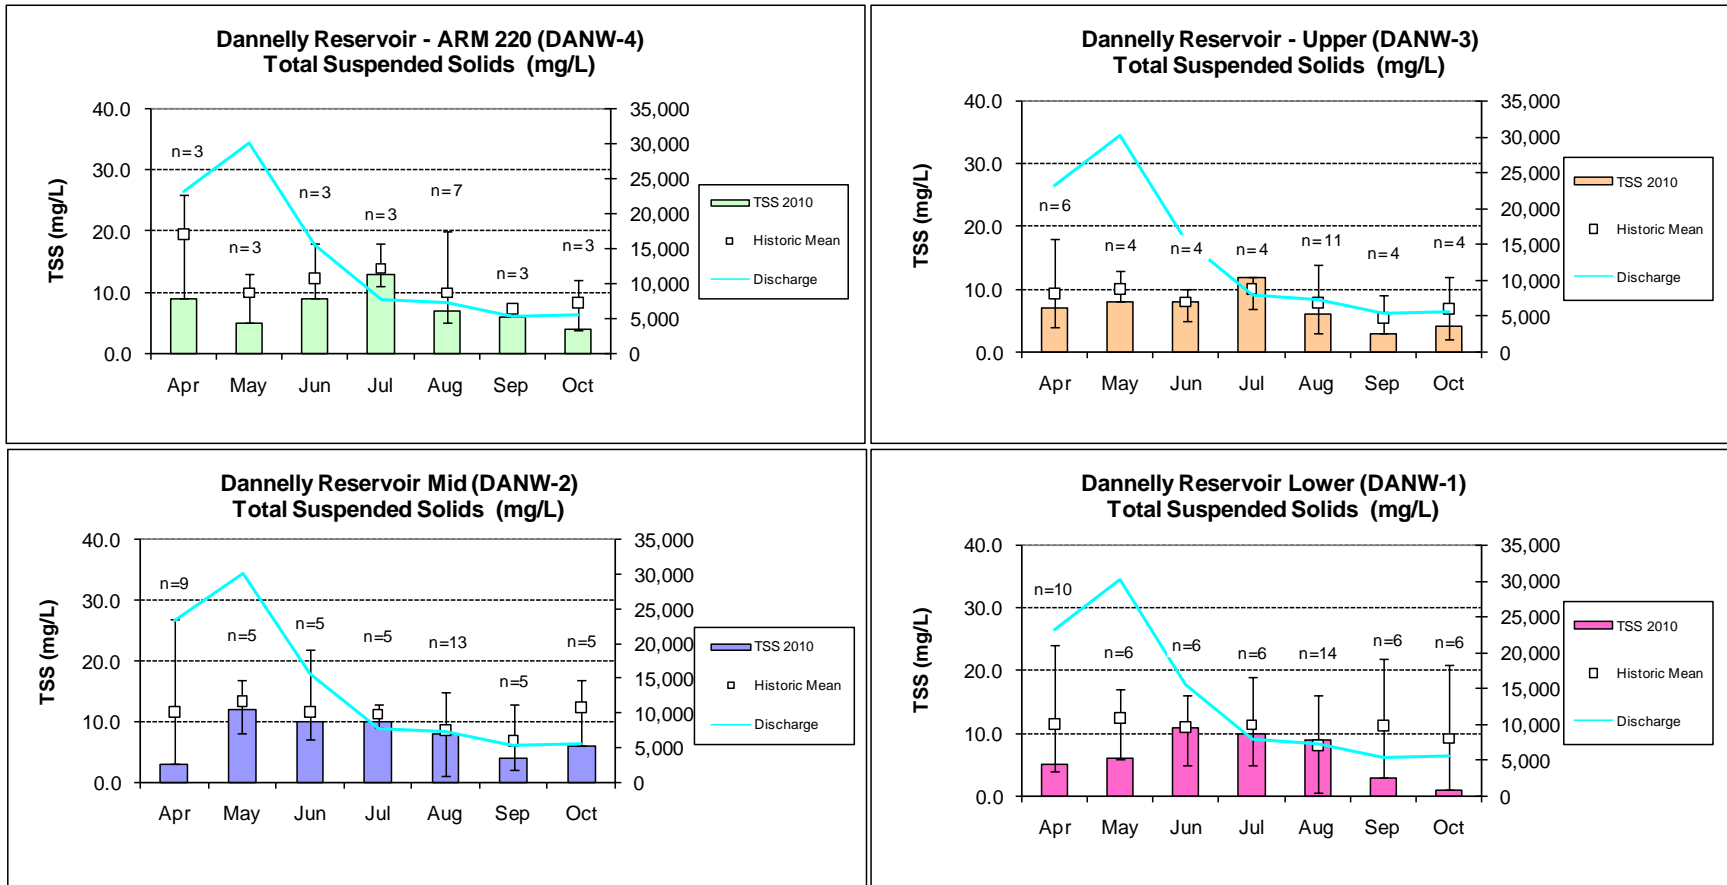 Dannelly Reservoir - ARM 220 (DANW-4)
Total Suspended Solids (mg/L)
TSS (mg/L)
40.0
30.0
20.0
10.0
0.0
35,000
30,000
25,000
20,000
15,000
10,000
5,000
0
n=3
n=3
n=3
n=3
n=7
n=3
n=3
Apr May Jun Jul Aug Sep Oct
TSS 2010
Historic Mean
Discharge
Dannelly Reservoir - Upper (DANW-3)
Total Suspended Solids (mg/L)
TSS (mg/L)
40.0
30.0
20.0
10.0
0.0
35,000
30,000
25,000
20,000
15,000
10,000
5,000
0
n=6
n=4
n=4
n=4
n=11
n=4
n=4
Apr May Jun Jul Aug Sep Oct
TSS 2010
Historic Mean
Discharge
Dannelly Reservoir Mid (DANW-2)
Total Suspended Solids (mg/L)
TSS (mg/L)
40.0
30.0
20.0
10.0
0.0
35,000
30,000
25,000
20,000
15,000
10,000
5,000
0
n=9
n=5
n=5
n=5
n=13
n=5
n=5
Apr May Jun Jul Aug Sep Oct
TSS 2010
Historic Mean
Discharge
Dannelly Reservoir Lower (DANW-1)
Total Suspended Solids (mg/L)
TSS (mg/L)
40.0
30.0
20.0
10.0
0.0
35,000
30,000
25,000
20,000
15,000
10,000
5,000
0
n=10
n=6
n=6
n=6
n=14
n=6
n=6
Apr May Jun Jul Aug Sep Oct
TSS 2010
Historic Mean
Discharge